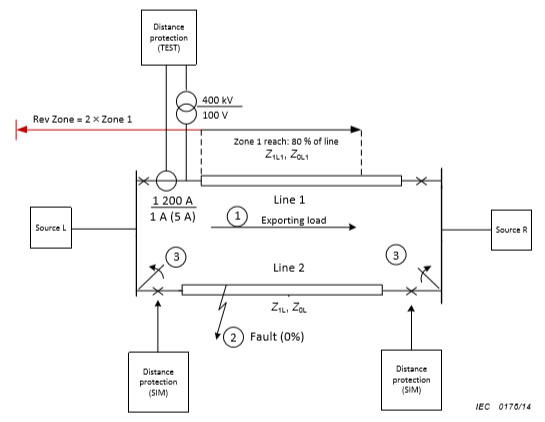 Distance
protection
(TEST)
400 kV
100 V
Rev Zone = 2 × Zone 1
Zone 1 reach: 80 % of line
Z1L1, Z0L1
1 200 A
1 A (5 A)
Line 1
1
Exporting load
Source L
Source R
3
3
Line 2
Z1L, Z0L
2
Fault (0%)
Distance
protection
(SIM)
Distance
protection
(SIM)
IEC 0176/14